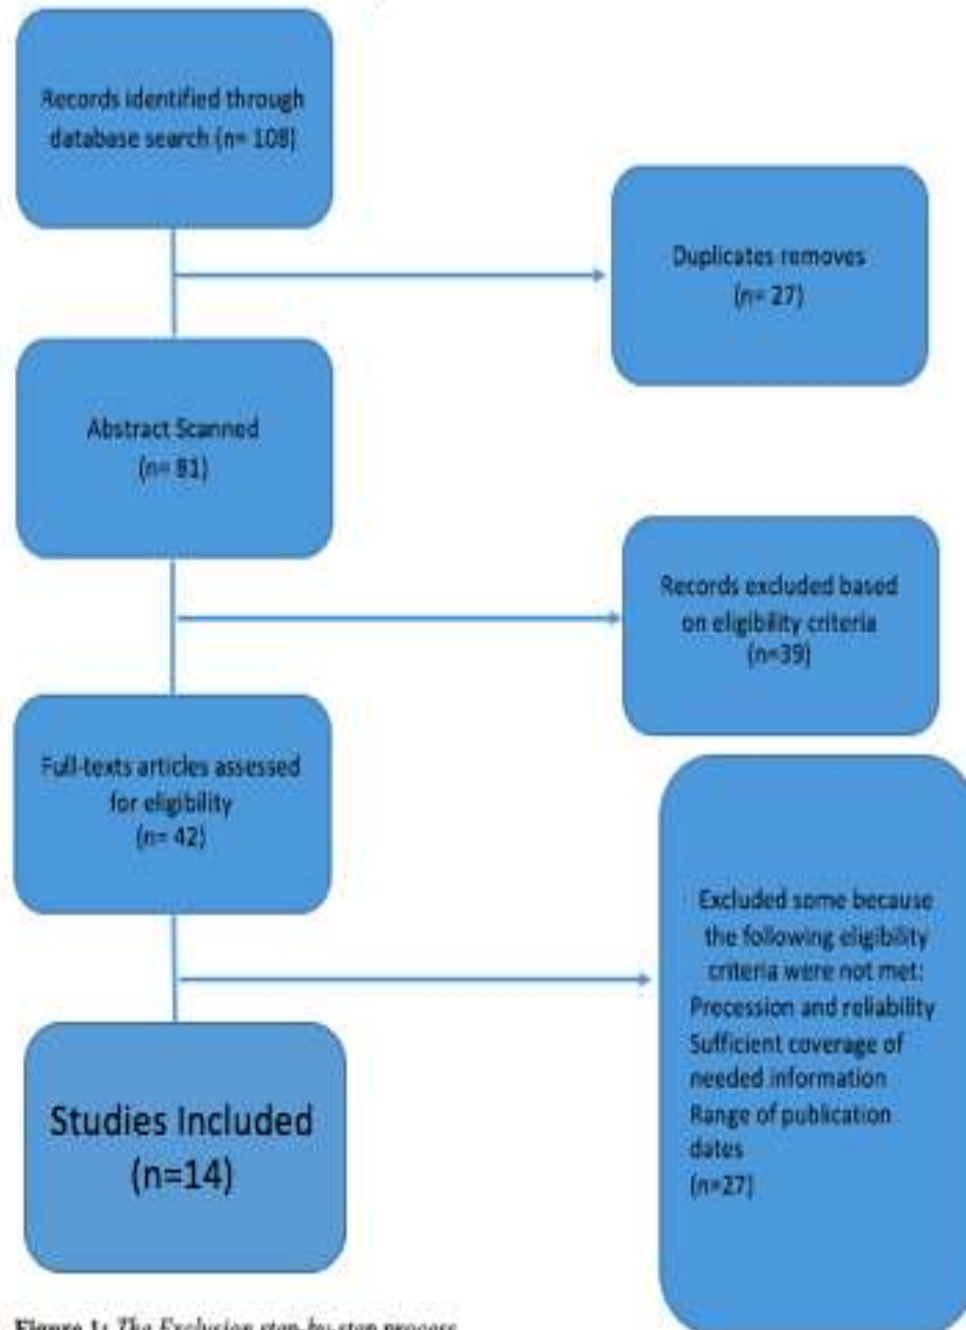 Records identified through
database search (n= 108)
Duplicates removes
(n= 27)
Abstract Scanned
(n= 81)
Records excluded based
on eligibility criteria
(n=39)
Full-texts articles assessed
for eligibility
(n= 42)
Excluded some because
the following eligibility
criteria were not met:
Precession and reliability
Sufficient coverage of
needed information
Range of publication
dates
(n=27)
Studies Included
(n=14)
Figure 1: The Exclusion step-by-step process